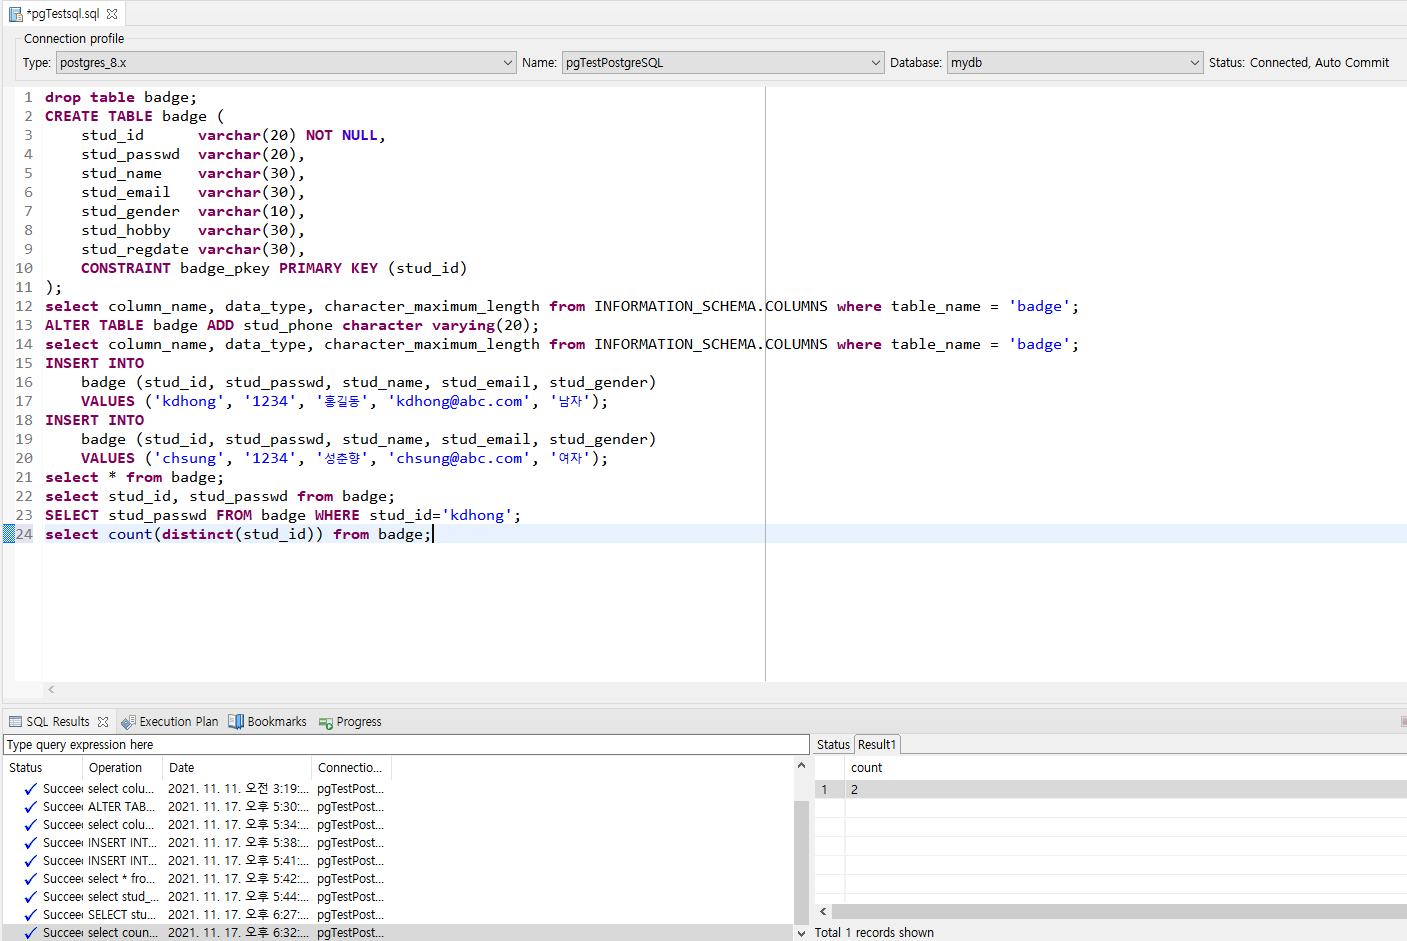 *pgTestsql.sql
Connection profile
Type: postgres_8.x Name: pgTestPostgreSQL Database: mydb Status: Connected, Auto Commit
1 drop table badge;
2 CREATE TABLE badge (
3 stud_id varchar(20) NOT NULL,
4 stud_passwd varchar(20),
5 stud_name varchar(30),
6 stud_email varchar(30),
7 stud_gender varchar(10),
8 stud_hobby varchar(30),
9 stud_regdate varchar(30),
10 CONSTRAINT badge_pkey PRIMARY KEY (stud_id)
11 );
12 select column_name, data_type, character_maximum_length from INFORMATION_SCHEMA.COLUMNS where table_name = 'badge';
13 ALTER TABLE badge ADD stud_phone character varying(20);
14 select column_name, data_type, character_maximum_length from INFORMATION_SCHEMA.COLUMNS where table_name = 'badge';
15 INSERT INTO
16 badge (stud_id, stud_passwd, stud_name, stud_email, stud_gender)
17 VALUES ('kdhong', '1234', '홍길동', 'kdhong@abc.com', '남자');
18 INSERT INTO
19 badge (stud_id, stud_passwd, stud_name, stud_email, stud_gender)
20 VALUES ('chsung', '1234', '성춘향', 'chsung@abc.com', '여자');
21 select * from badge;
22 select stud_id, stud_passwd from badge;
23 SELECT stud_passwd FROM badge WHERE stud_id='kdhong';
24 select count(distinct(stud_id)) from badge;
SQL Results Execution Plan Bookmarks Progress
Type query expression here
Status Operation Date Connectio...
Succeed select colu... 2021. 11. 11. 오전 3:19:... pgTestPost...
Succeed ALTER TAB... 2021. 11. 17. 오후 5:30:... pgTestPost...
Succeed select colu... 2021. 11. 17. 오후 5:34:... pgTestPost...
Succeed INSERT INT... 2021. 11. 17. 오후 5:38:... pgTestPost...
Succeed INSERT INT... 2021. 11. 17. 오후 5:41:... pgTestPost...
Succeed select * fro... 2021. 11. 17. 오후 5:42:... pgTestPost...
Succeed select stud_... 2021. 11. 17. 오후 5:44:... pgTestPost...
Succeed SELECT stu... 2021. 11. 17. 오후 6:27:... pgTestPost...
Succeed select coun... 2021. 11. 17. 오후 6:32:... pgTestPost...
Status Result1
count
1 2
Total 1 records shown